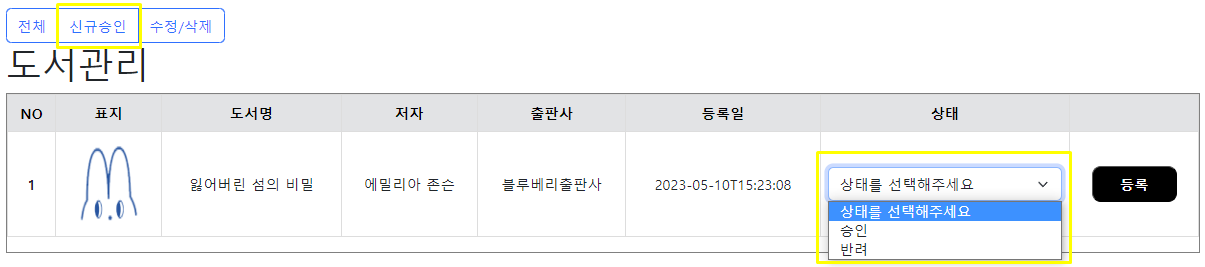 전체 신규승인 수정/삭제
도서관리
NO 표지 도서명 저자 출판사 등록일 상태
1 잃어버린 섬의 비밀 에밀리아 존슨 블루베리출판사 2023-05-10T15:23:08 상태를 선택해주세요 등록
상태를 선택해주세요
승인
반려